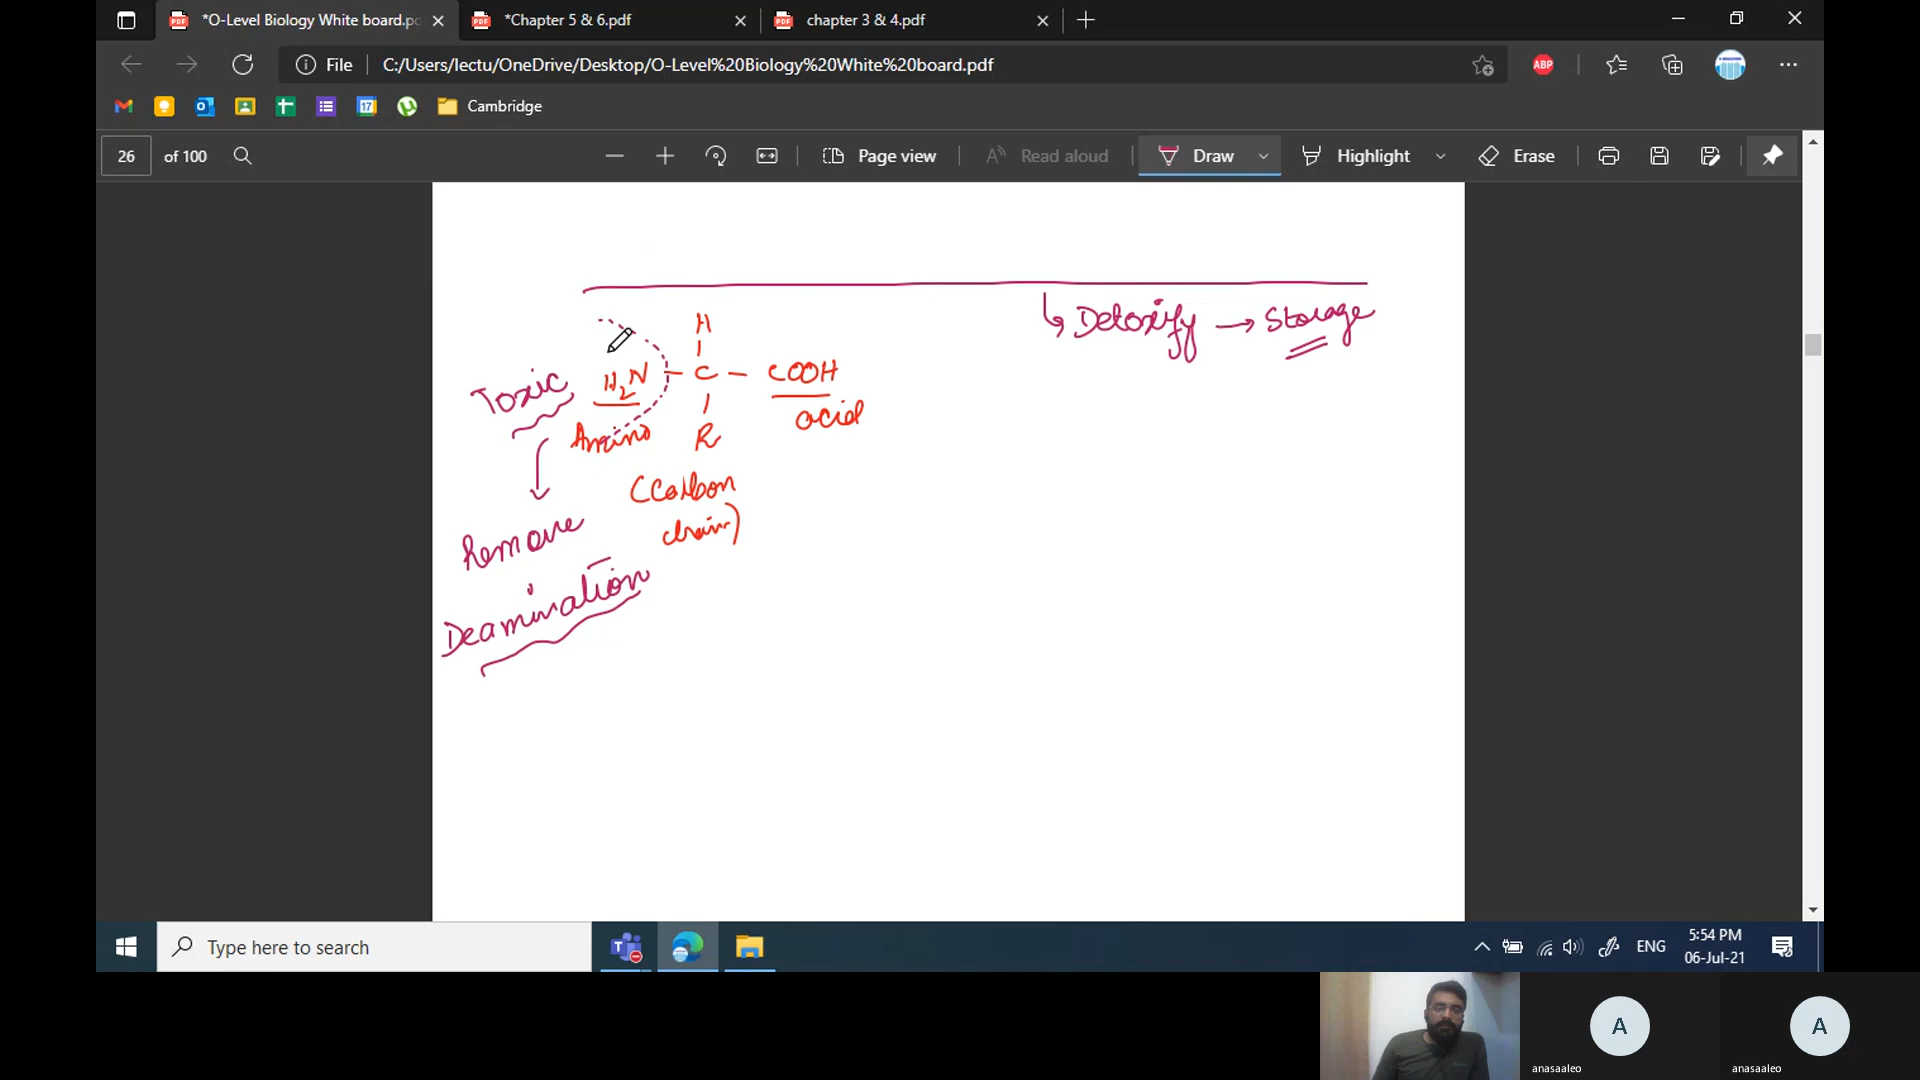 *O-Level Biology White board.pd
*Chapter 5 & 6.pdf
chapter 3 & 4.pdf
File
C:/Users/lectu/OneDrive/Desktop/O-Level%20Biology%20White%20board.pdf
ABP
17
Cambridge
26
of 100
Page view
Read aloud
Draw
Highlight
Erase
Detoxify → Storage
H
Toxic
H₂N - C - COOH
acid
Amino
R
(Carbon
chain)
Remove
Deamination
Type here to search
ENG
5:54 PM
06-Jul-21
A
A
anasaaleo
anasaaleo